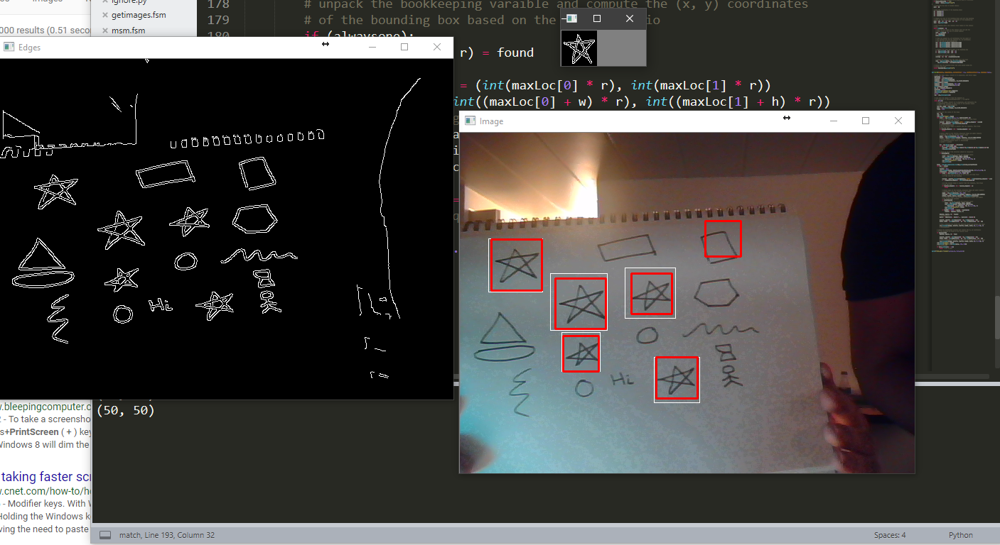 ignore.py
getimages.fsm
msm.fsm
000 results (0.51 secon
178 # unpack the bookkeeping varaible and compute the (x, y) coordinates
179 # of the bounding box based on the
io
180 if (alwaysone):
r) = found
= (int(maxLoc[0] * r), int(maxLoc[1] * r))
int((maxLoc[0] + w) * r), int((maxLoc[1] + h) * r))
Edges
Image
Hi
Hi
(50, 50)
w.bleepingcomputer.c
2 - To take a screensho
s+PrintScreen ( + ) key
Windows 8 will dim the
taking faster scr
w.cnet.com/how-to/h
- Modifier keys. With W
Holding the Windows k
ving the need to paste
match, Line 193, Column 32
Spaces: 4
Python